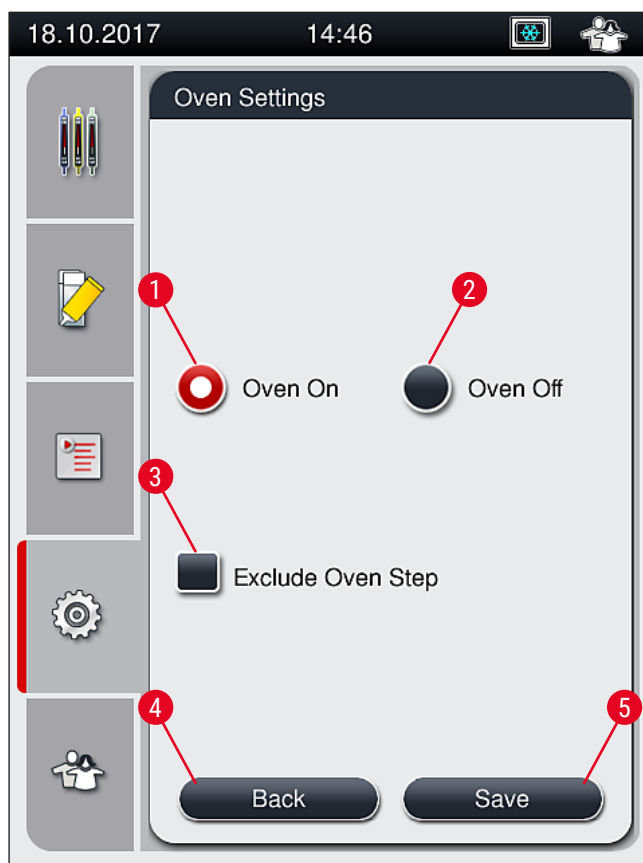 18.10.2017 14:46
Oven Settings
1 2
Oven On Oven Off
3
Exclude Oven Step
4 5
Back Save